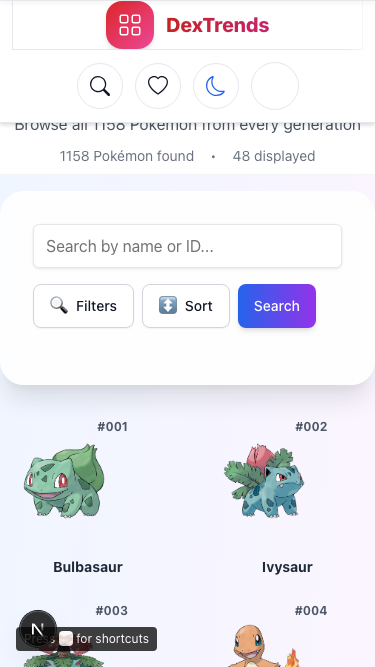 DexTrends
Browse all 1158 Pokémon from every generation
1158 Pokémon found • 48 displayed
Search by name or ID...
Filters
Sort
Search
#001
#002
Bulbasaur
Ivysaur
#003
#004
N
Press for shortcuts